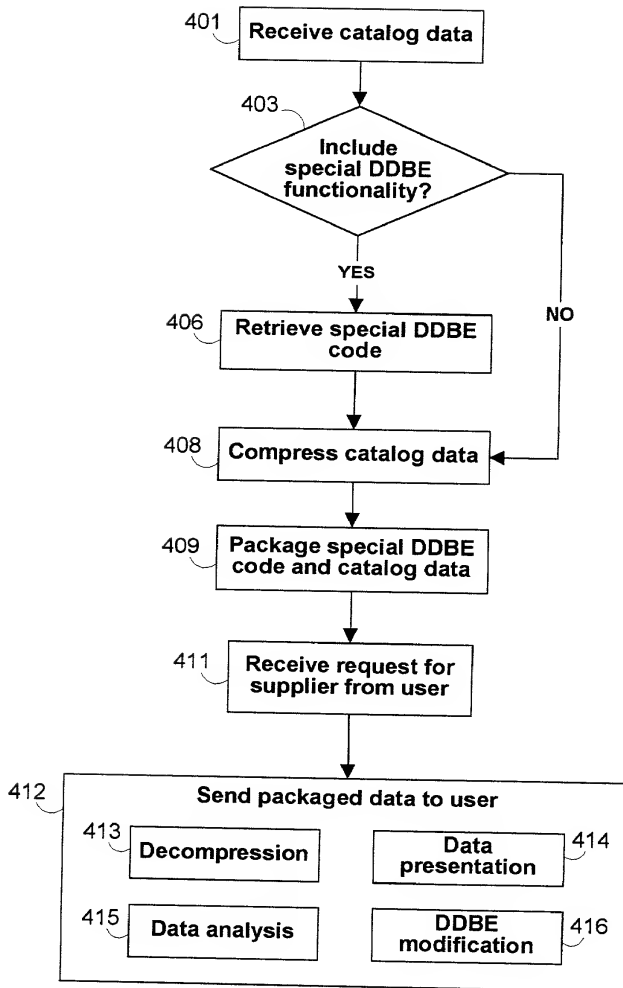 401
Receive catalog data
403
Include
special DDBE
functionality?
YES
NO
406
Retrieve special DDBE
code
408
Compress catalog data
409
Package special DDBE
code and catalog data
411
Receive request for
supplier from user
412
Send packaged data to user
413
Decompression
Data
presentation
414
415
Data analysis
DDBE
modification
416